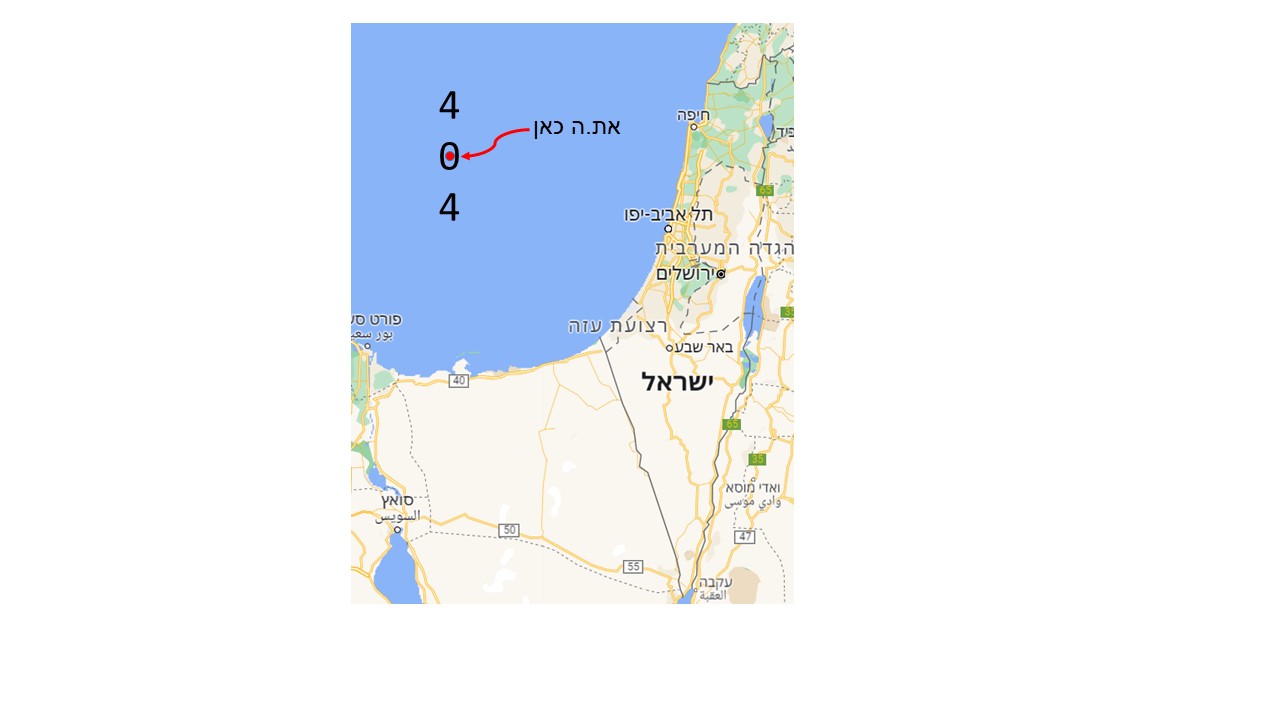 4
את.ה כאן
0
4
חיפה
65
תל אביב-יפו
הגדה המערבית
ירושלים
פורט סע
بور سعيد
רצועת עזה
באר שבע
40
ישראל
65
35
ואדי מוסא
وادي موسى
סואץ
السويس
50
47
55
עקבה
العقبة